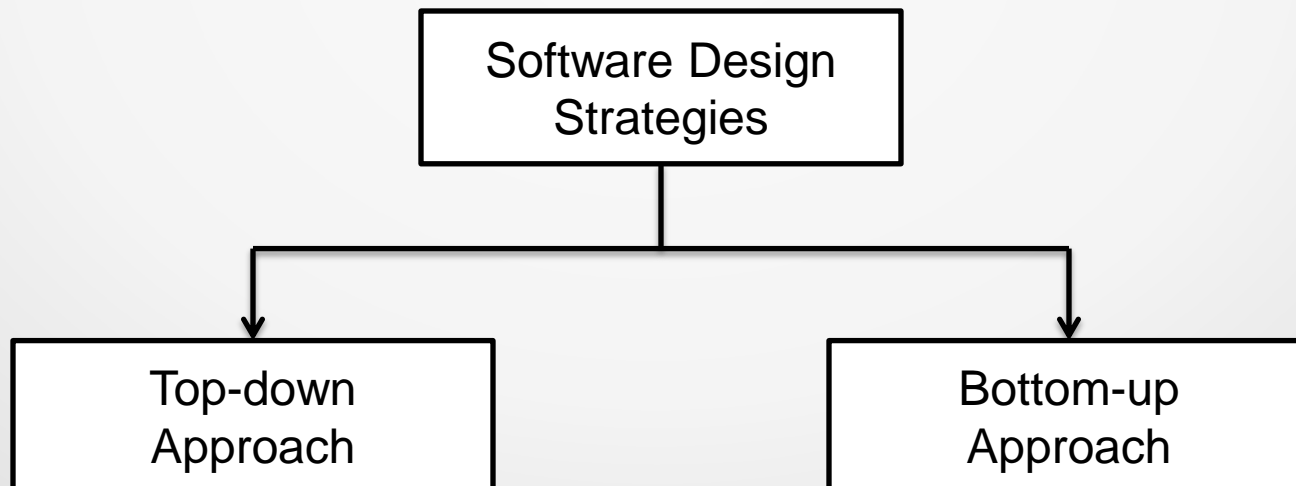 Software Design
Strategies
Top-down
Approach
Bottom-up
Approach